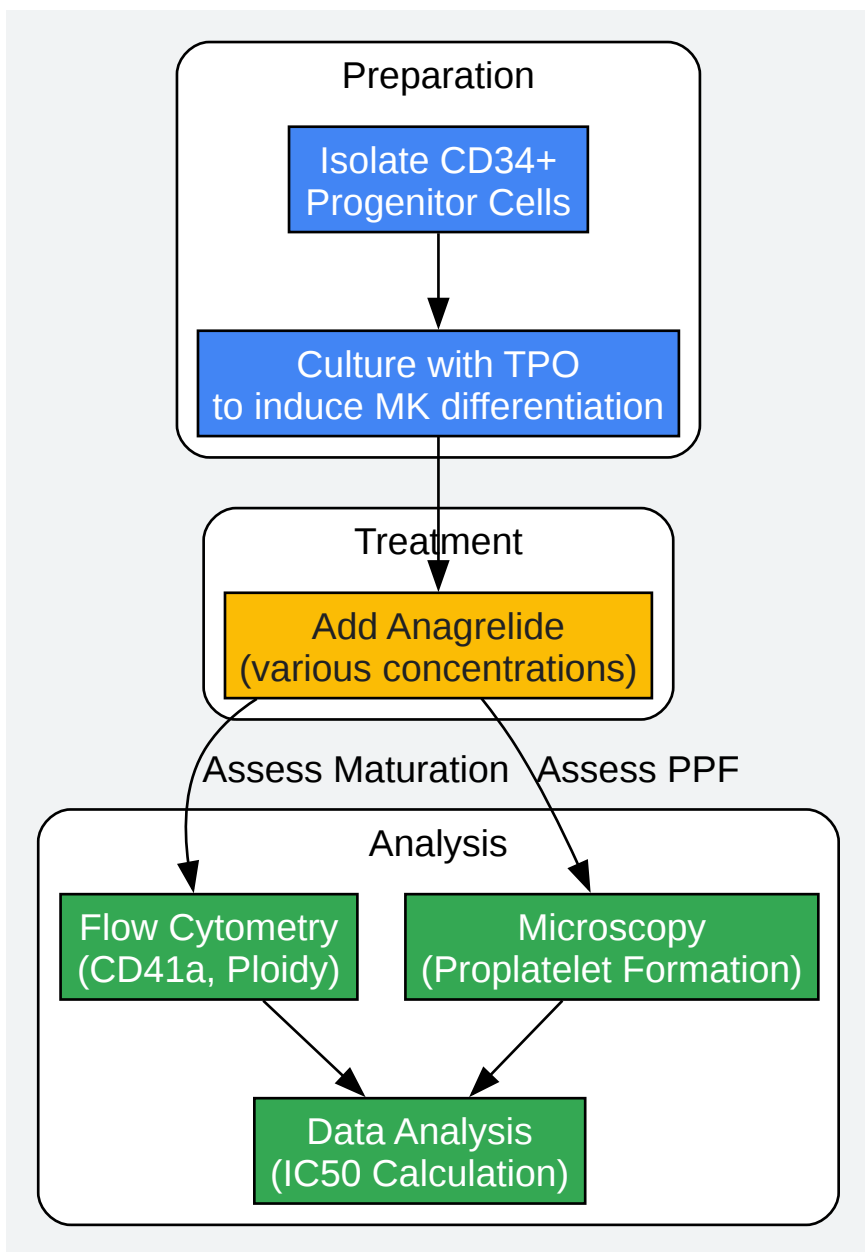 Preparation
Isolate CD34+
Progenitor Cells
Culture with TPO
to induce MK differentiation
Treatment
Add Anagrelide
(various concentrations)
Assess Maturation
Assess PPF
Analysis
Flow Cytometry
(CD41a, Ploidy)
Microscopy
(Proplatelet Formation)
Data Analysis
(IC50 Calculation)